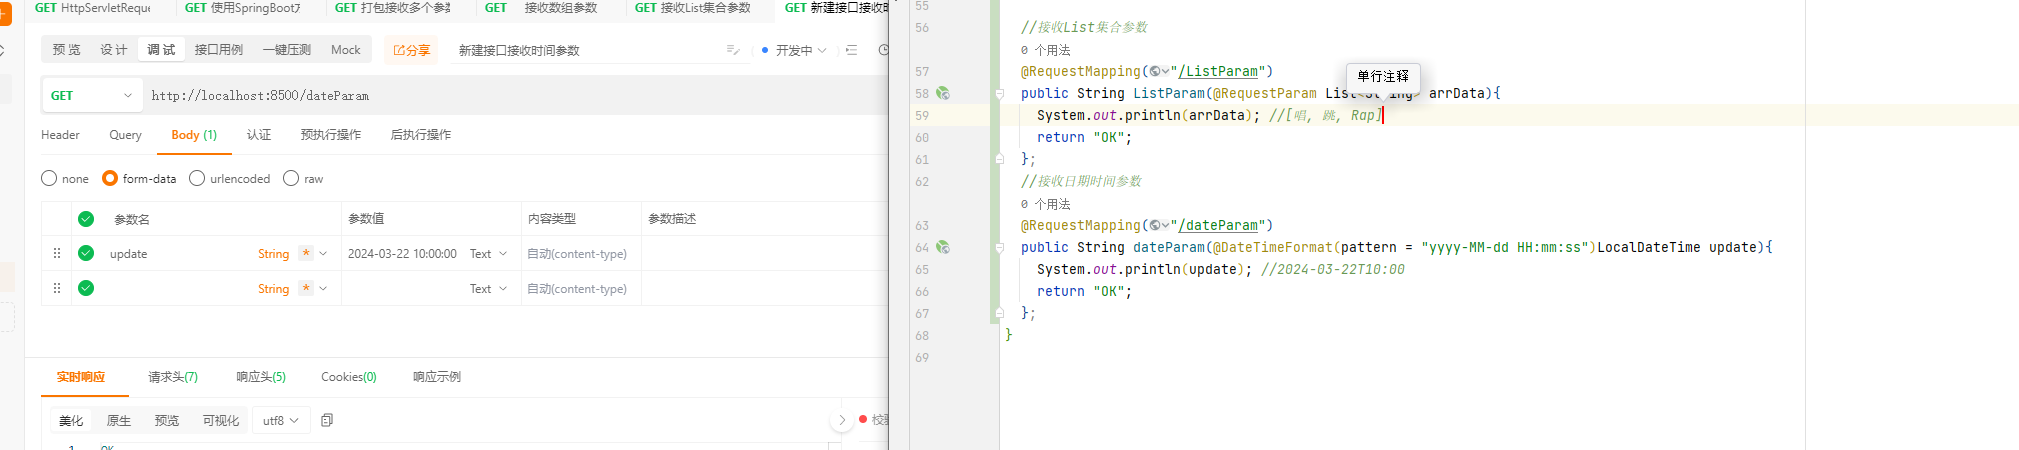 GET HttpServletReque
GET 使用SpringBoot方
GET 打包接收多个参数
GET 接收数组参数
GET 接收List集合参数
GET 新建接口接收时
预 览 设 计 调 试 接口用例 一键压测 Mock 分享 新建接口接收时间参数 开发中
GET http://localhost:8500/dateParam
Header Query Body (1) 认证 预执行操作 后执行操作
none form-data urlencoded raw
参数名 参数值 内容类型 参数描述
update String * 2024-03-22 10:00:00 Text 自动(content-type)
String * Text 自动(content-type)
实时响应 请求头(7) 响应头(5) Cookies(0) 响应示例
美化 原生 预览 可视化 utf8 校验
1 OK
55
56 //接收List集合参数
0 个用法
57 @RequestMapping("/ListParam")
单行注释
58 public String ListParam(@RequestParam List<String> arrData){
59 System.out.println(arrData); //[唱, 跳, Rap]
60 return "OK";
61 };
62 //接收日期时间参数
0 个用法
63 @RequestMapping("/dateParam")
64 public String dateParam(@DateTimeFormat(pattern = "yyyy-MM-dd HH:mm:ss")LocalDateTime update){
65 System.out.println(update); //2024-03-22T10:00
66 return "OK";
67 };
68 }
69